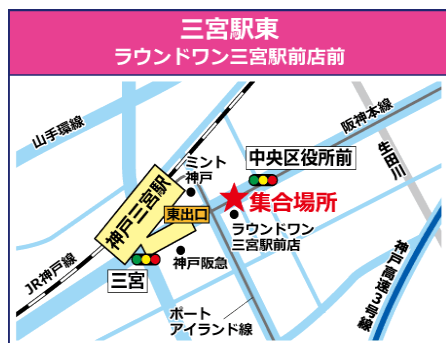 三宮駅東
ラウンドワン三宮駅前店前
山手環線
ミント
神戸
中央区役所前
阪神本線
生田川
神戸三宮駅
東出口
集合場所
ラウンドワン
三宮駅前店
神戸阪急
三宮
JR神戸線
ポート
アイランド線
神戸高速3号線